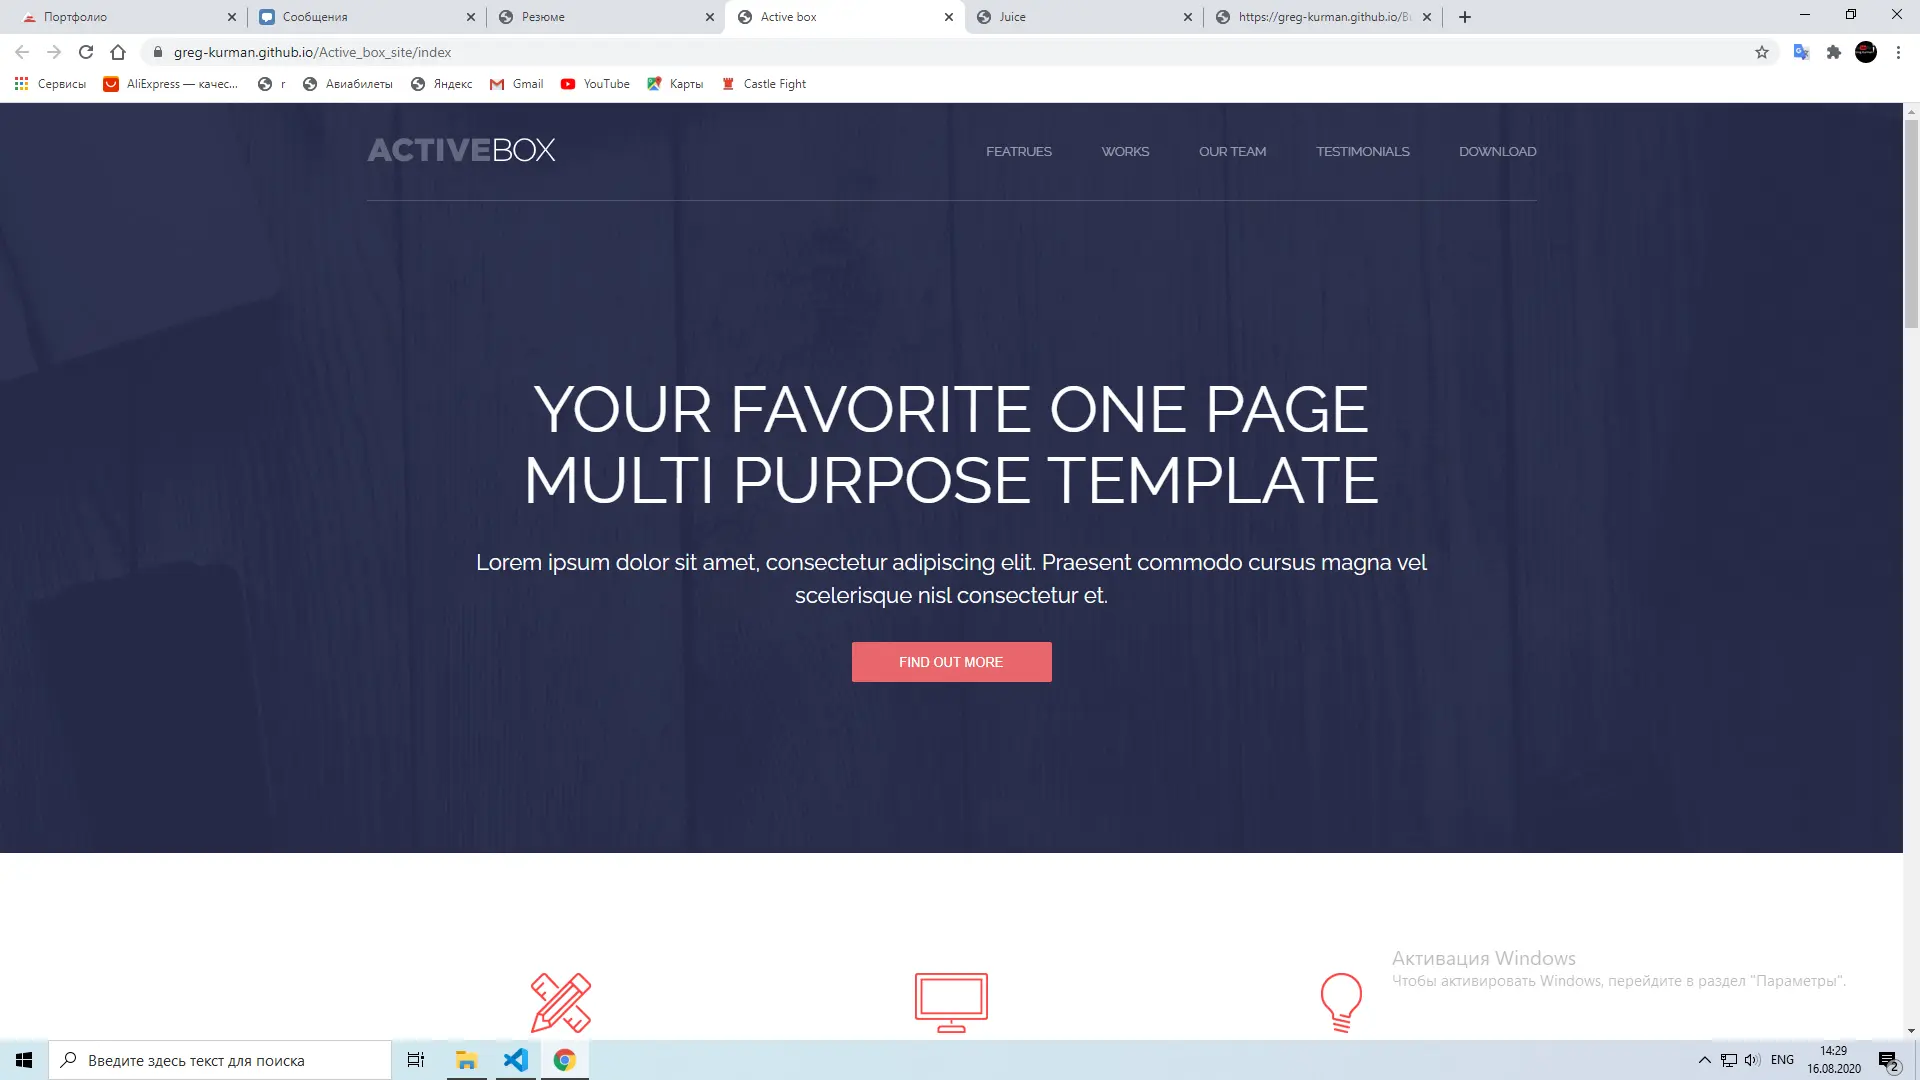 Портфолио
Сообщения
Резюме
Active box
Juice
https://greg-kurman.github.io/B
greg-kurman.github.io/Active_box_site/index
Сервисы
AliExpress — качес...
r
Авиабилеты
Яндекс
Gmail
YouTube
Карты
Castle Fight
ACTIVEBOX
FEATRUES
WORKS
OUR TEAM
TESTIMONIALS
DOWNLOAD
YOUR FAVORITE ONE PAGE
MULTI PURPOSE TEMPLATE
Lorem ipsum dolor sit amet, consectetur adipiscing elit. Praesent commodo cursus magna vel
scelerisque nisl consectetur et.
FIND OUT MORE
Активация Windows
Чтобы активировать Windows, перейдите в раздел "Параметры".
Введите здесь текст для поиска
ENG
14:29
16.08.2020
2